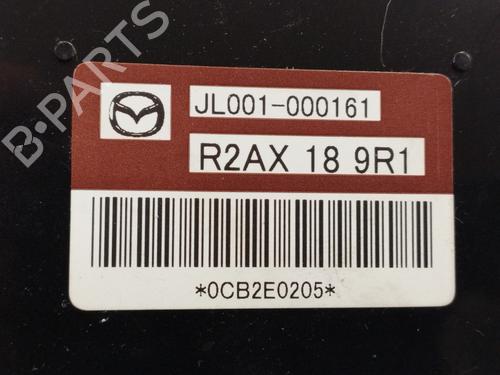 JL001-000161
R2AX 18 9R1
*0CB2E0205*
B-PARTS